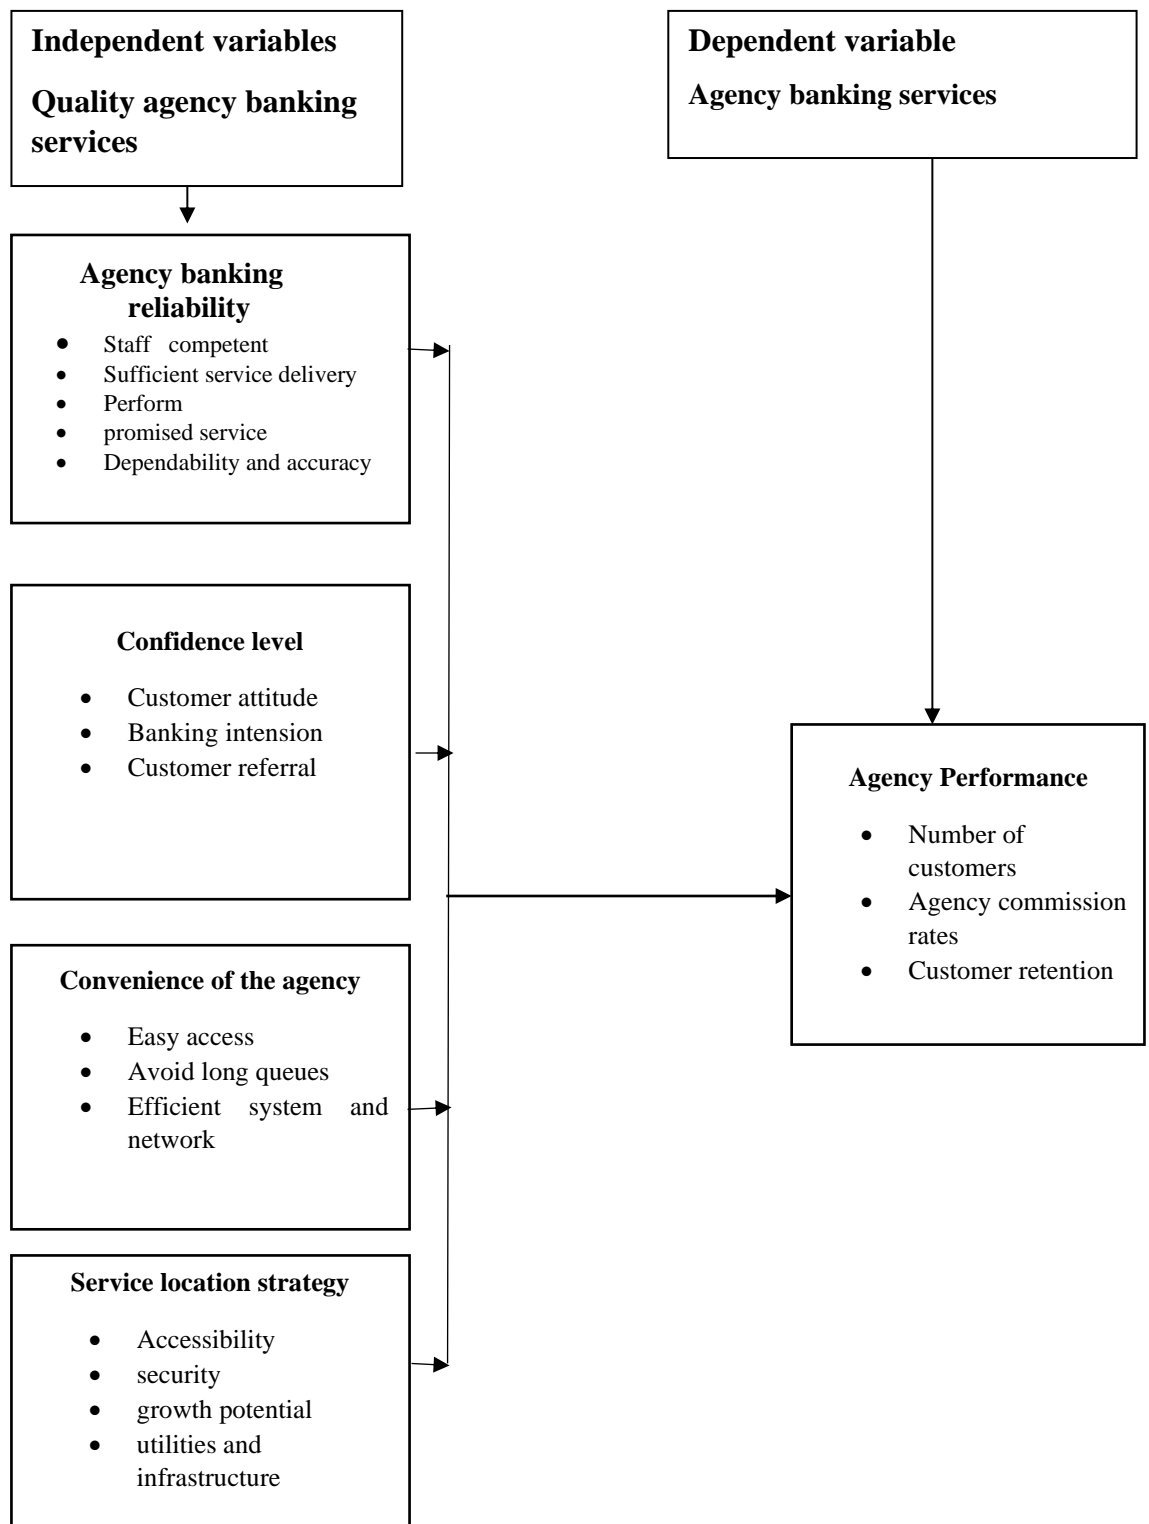 Independent variables
Quality agency banking
services
Dependent variable
Agency banking services
Agency banking
reliability
• Staff competent
• Sufficient service delivery
• Perform
• promised service
• Dependability and accuracy
Confidence level
• Customer attitude
• Banking intension
• Customer referral
Convenience of the agency
• Easy access
• Avoid long queues
• Efficient system and
network
Service location strategy
• Accessibility
• security
• growth potential
• utilities and
infrastructure
Agency Performance
• Number of
customers
• Agency commission
rates
• Customer retention